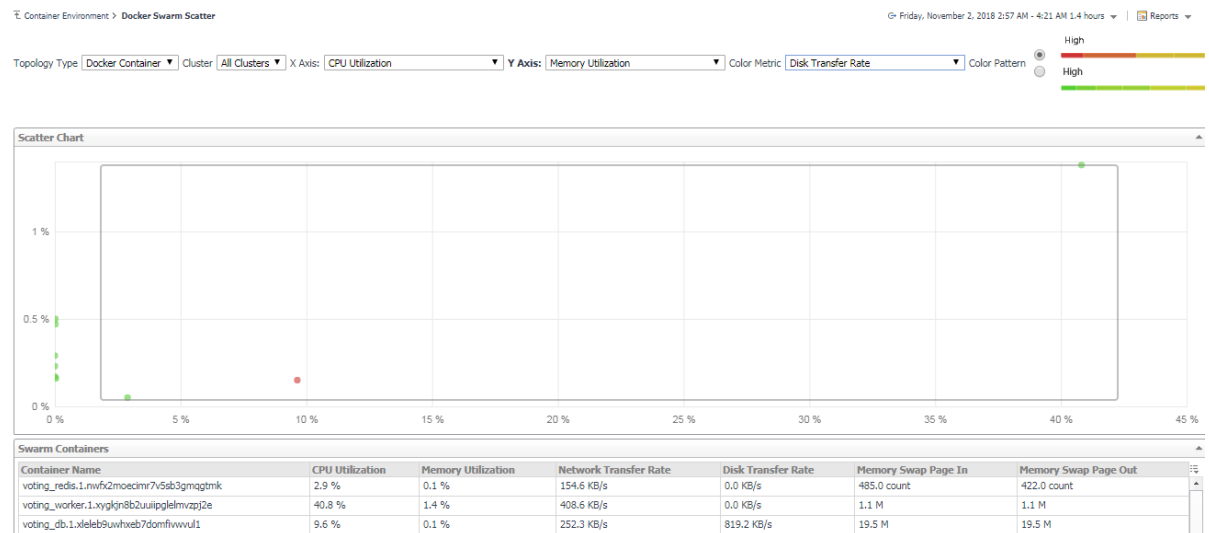 Container Environment > Docker Swarm Scatter
Friday, November 2, 2018 2:57 AM - 4:21 AM 1.4 hours
Reports
High
Topology Type Docker Container Cluster All Clusters X Axis: CPU Utilization Y Axis: Memory Utilization Color Metric Disk Transfer Rate Color Pattern
High
Scatter Chart
1 %
0.5 %
0 %
0 % 5 % 10 % 15 % 20 % 25 % 30 % 35 % 40 % 45 %
Swarm Containers
Container Name CPU Utilization Memory Utilization Network Transfer Rate Disk Transfer Rate Memory Swap Page In Memory Swap Page Out
voting_redis.1.nwfx2moecimr7v5sb3gmqgtmk 2.9 % 0.1 % 154.6 KB/s 0.0 KB/s 485.0 count 422.0 count
voting_worker.1.xygkjn8b2uuiipglelmvzpj2e 40.8 % 1.4 % 408.6 KB/s 0.0 KB/s 1.1 M 1.1 M
voting_db.1.xleleb9uwhxeb7domfivwvul1 9.6 % 0.1 % 252.3 KB/s 819.2 KB/s 19.5 M 19.5 M